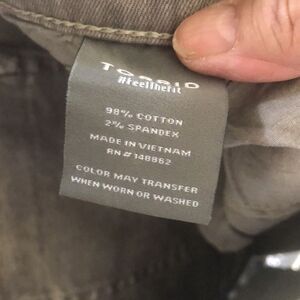 TORRID
#feelthefit
98% COTTON
2% SPANDEX
MADE IN VIETNAM
RN # 148862
COLOR MAY TRANSFER
WHEN WORN OR WASHED